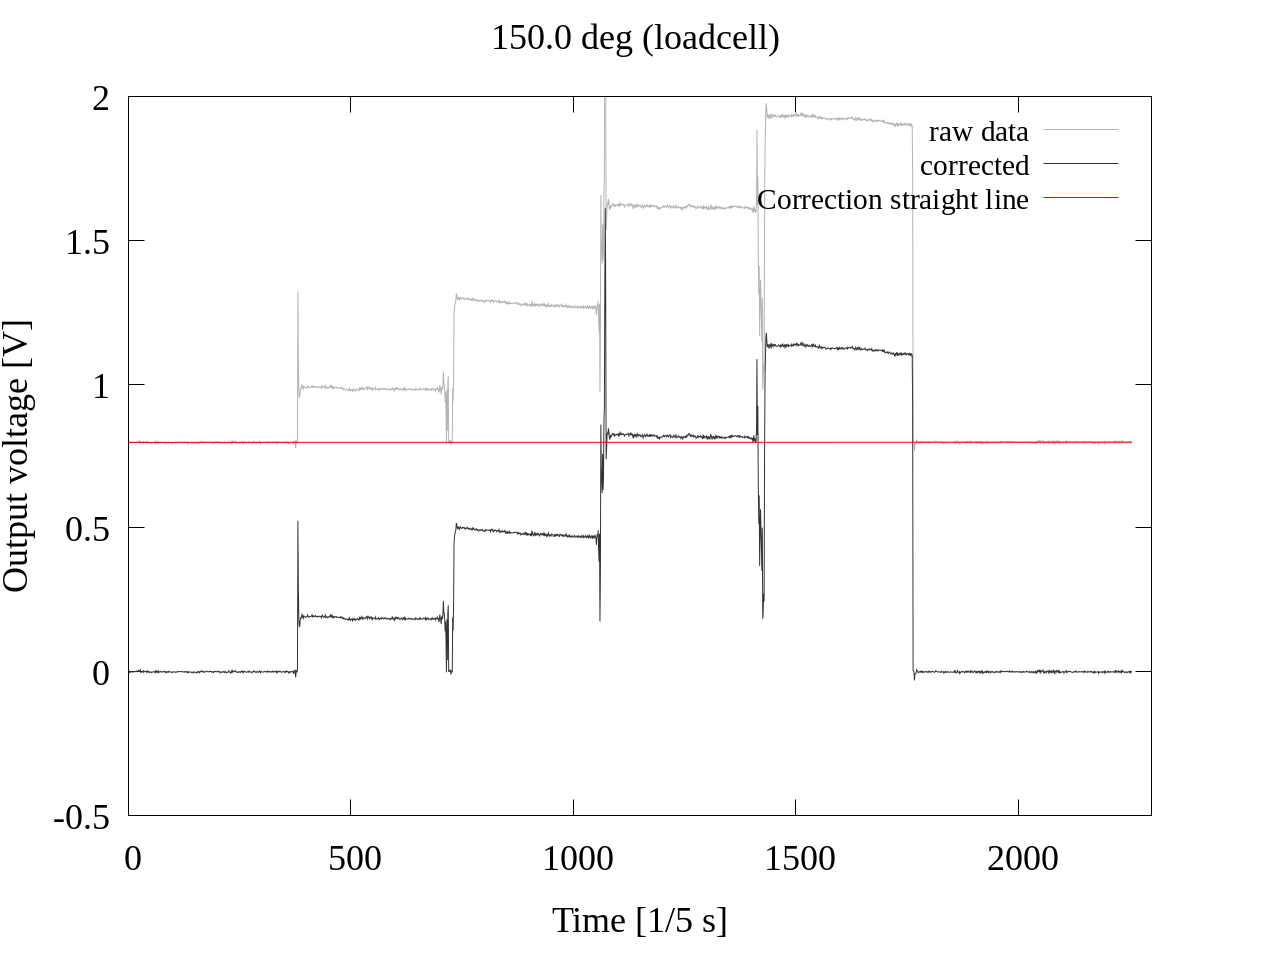 150.0 deg (loadcell)
2
1.5
1
0.5
0
-0.5
Output voltage [V]
raw data
corrected
Correction straight line
0 500 1000 1500 2000
Time [1/5 s]